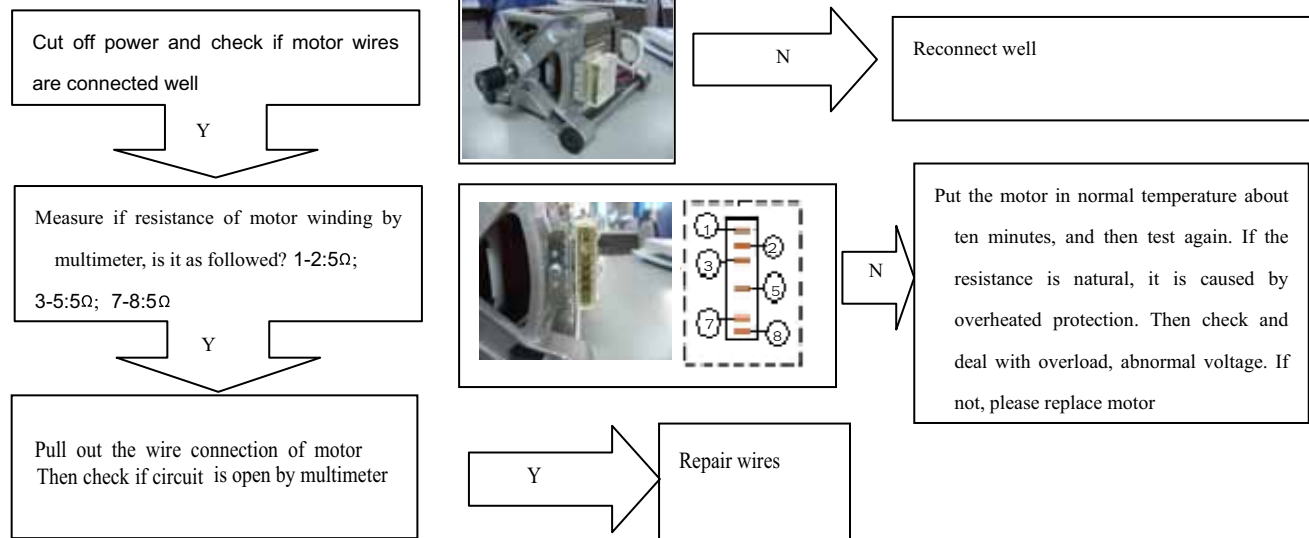 Cut off power and check if motor wires
are connected well
N
Reconnect well
Y
Measure if resistance of motor winding by
multimeter, is it as followed? 1-2:5Ω;
3-5:5Ω; 7-8:5Ω
1
2
3
5
7
8
N
Put the motor in normal temperature about
ten minutes, and then test again. If the
resistance is natural, it is caused by
overheated protection. Then check and
deal with overload, abnormal voltage. If
not, please replace motor
Y
Pull out the wire connection of motor
Then check if circuit is open by multimeter
Y
Repair wires